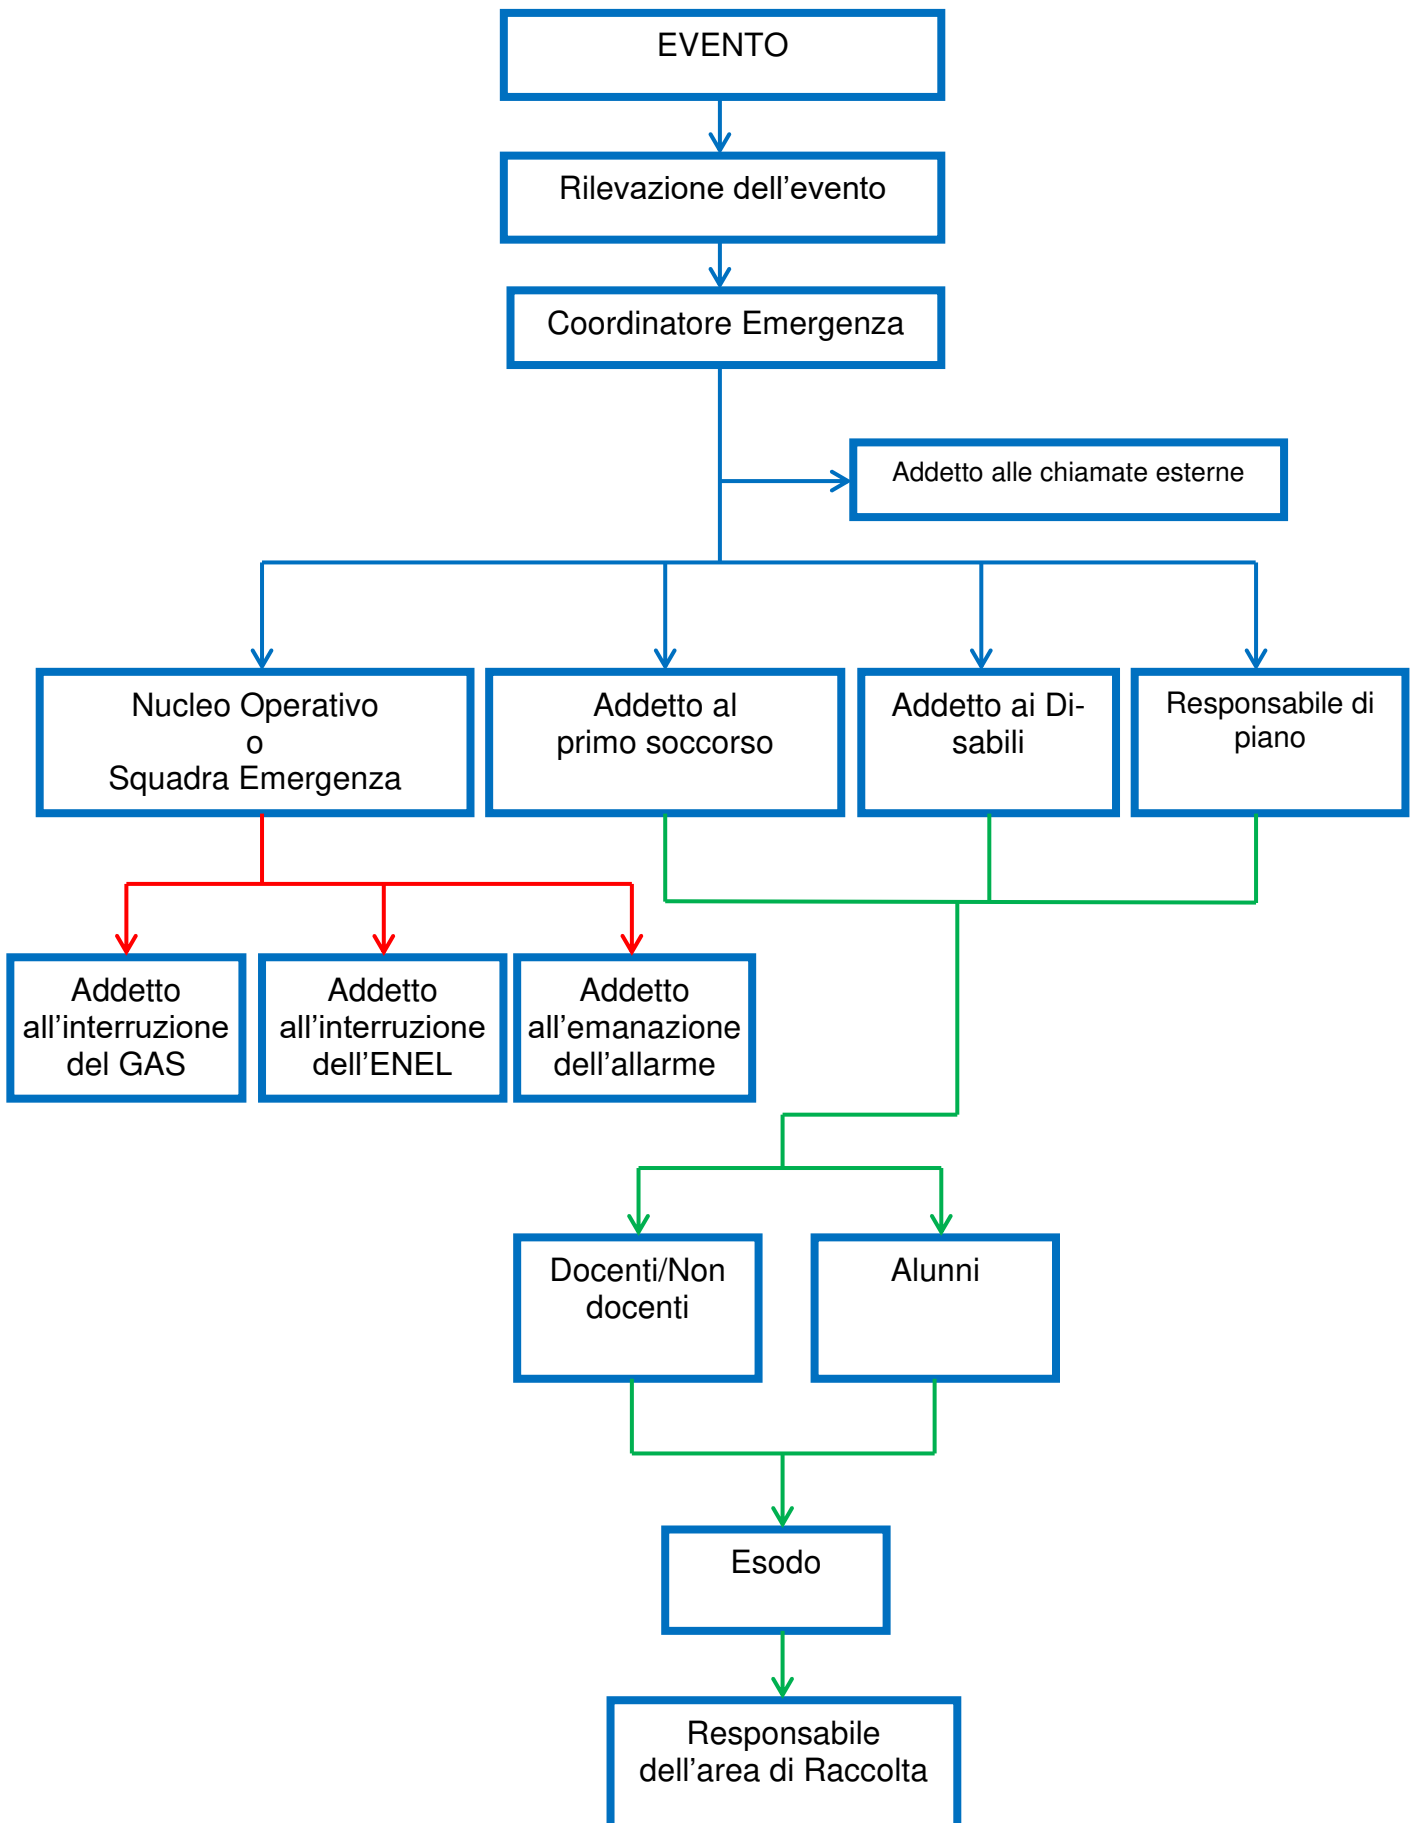 EVENTO
Rilevazione dell’evento
Coordinatore Emergenza
Addetto alle chiamate esterne
Nucleo Operativo
o
Squadra Emergenza
Addetto al
primo soccorso
Addetto ai Di-
sabili
Responsabile di
piano
Addetto
all’interruzione
del GAS
Addetto
all’interruzione
dell’ENEL
Addetto
all’emanazione
dell’allarme
Docenti/Non
docenti
Alunni
Esodo
Responsabile
dell’area di Raccolta